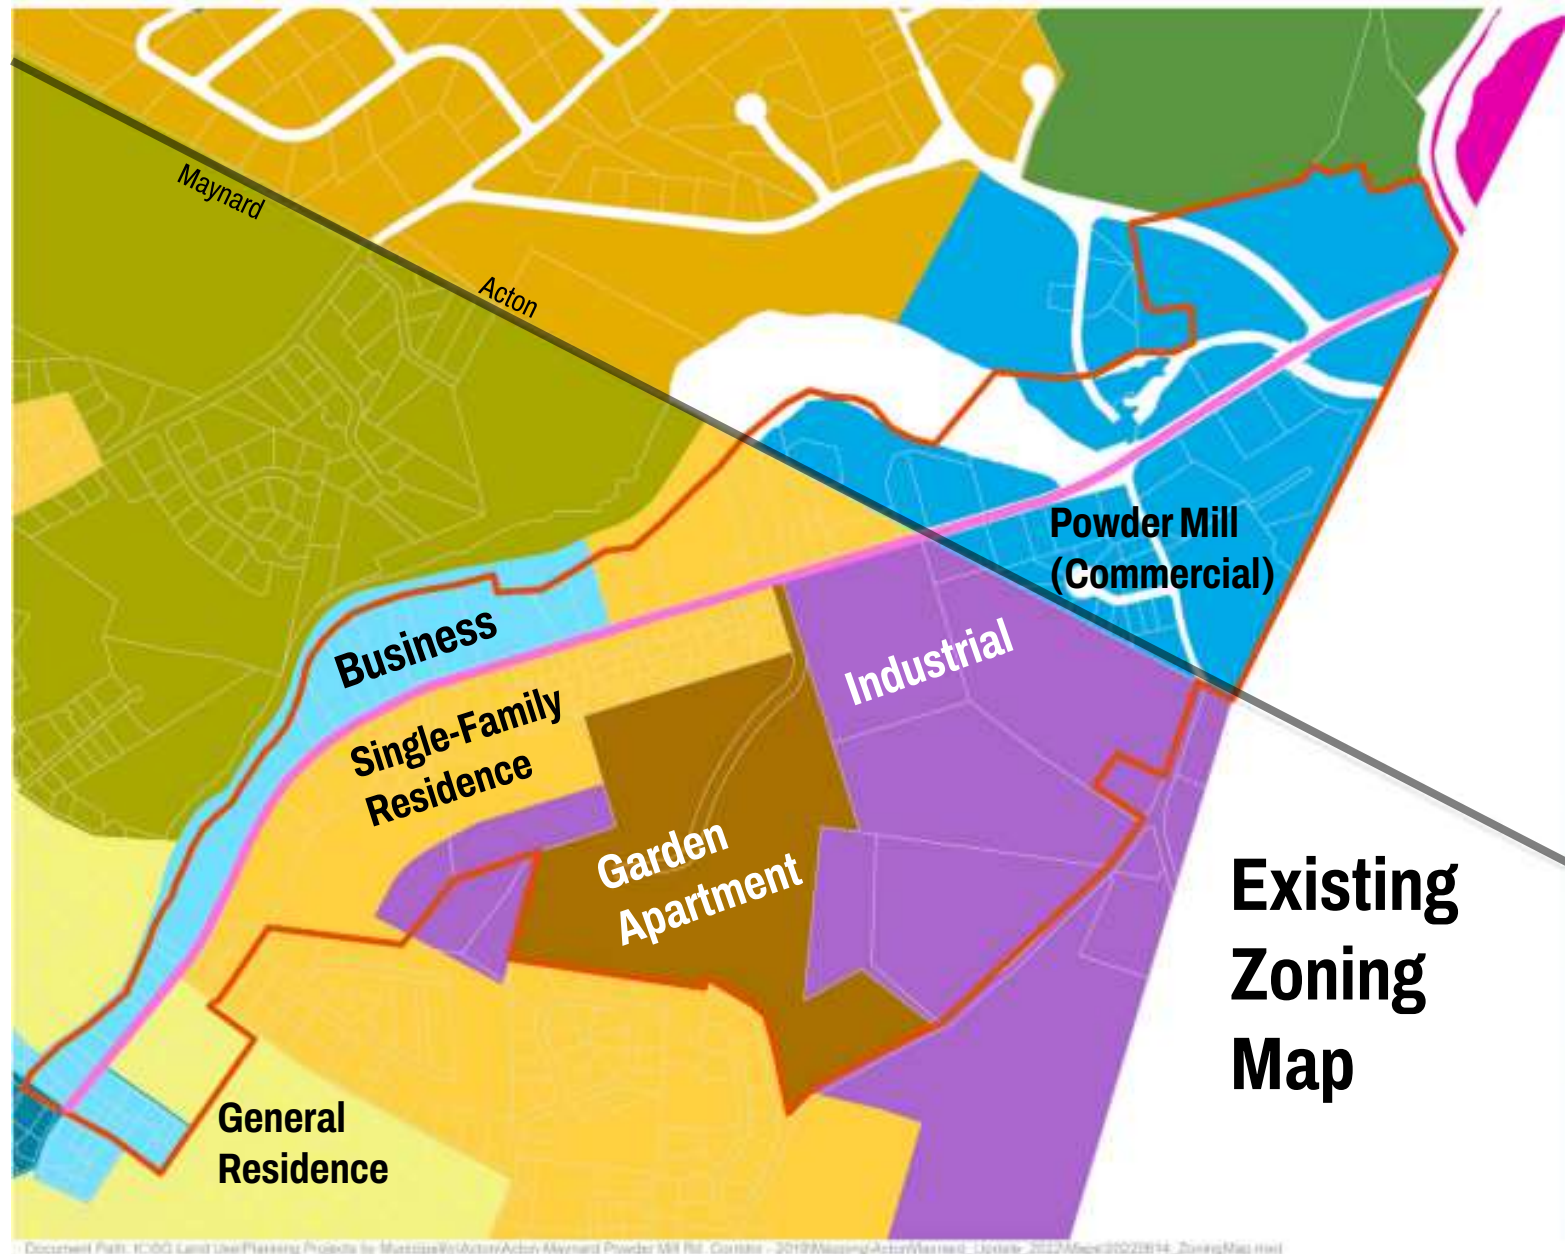 Maynard
Acton
Powder Mill
(Commercial)
Business
Industrial
Single-Family
Residence
Garden
Apartment
Existing
Zoning
Map
General
Residence